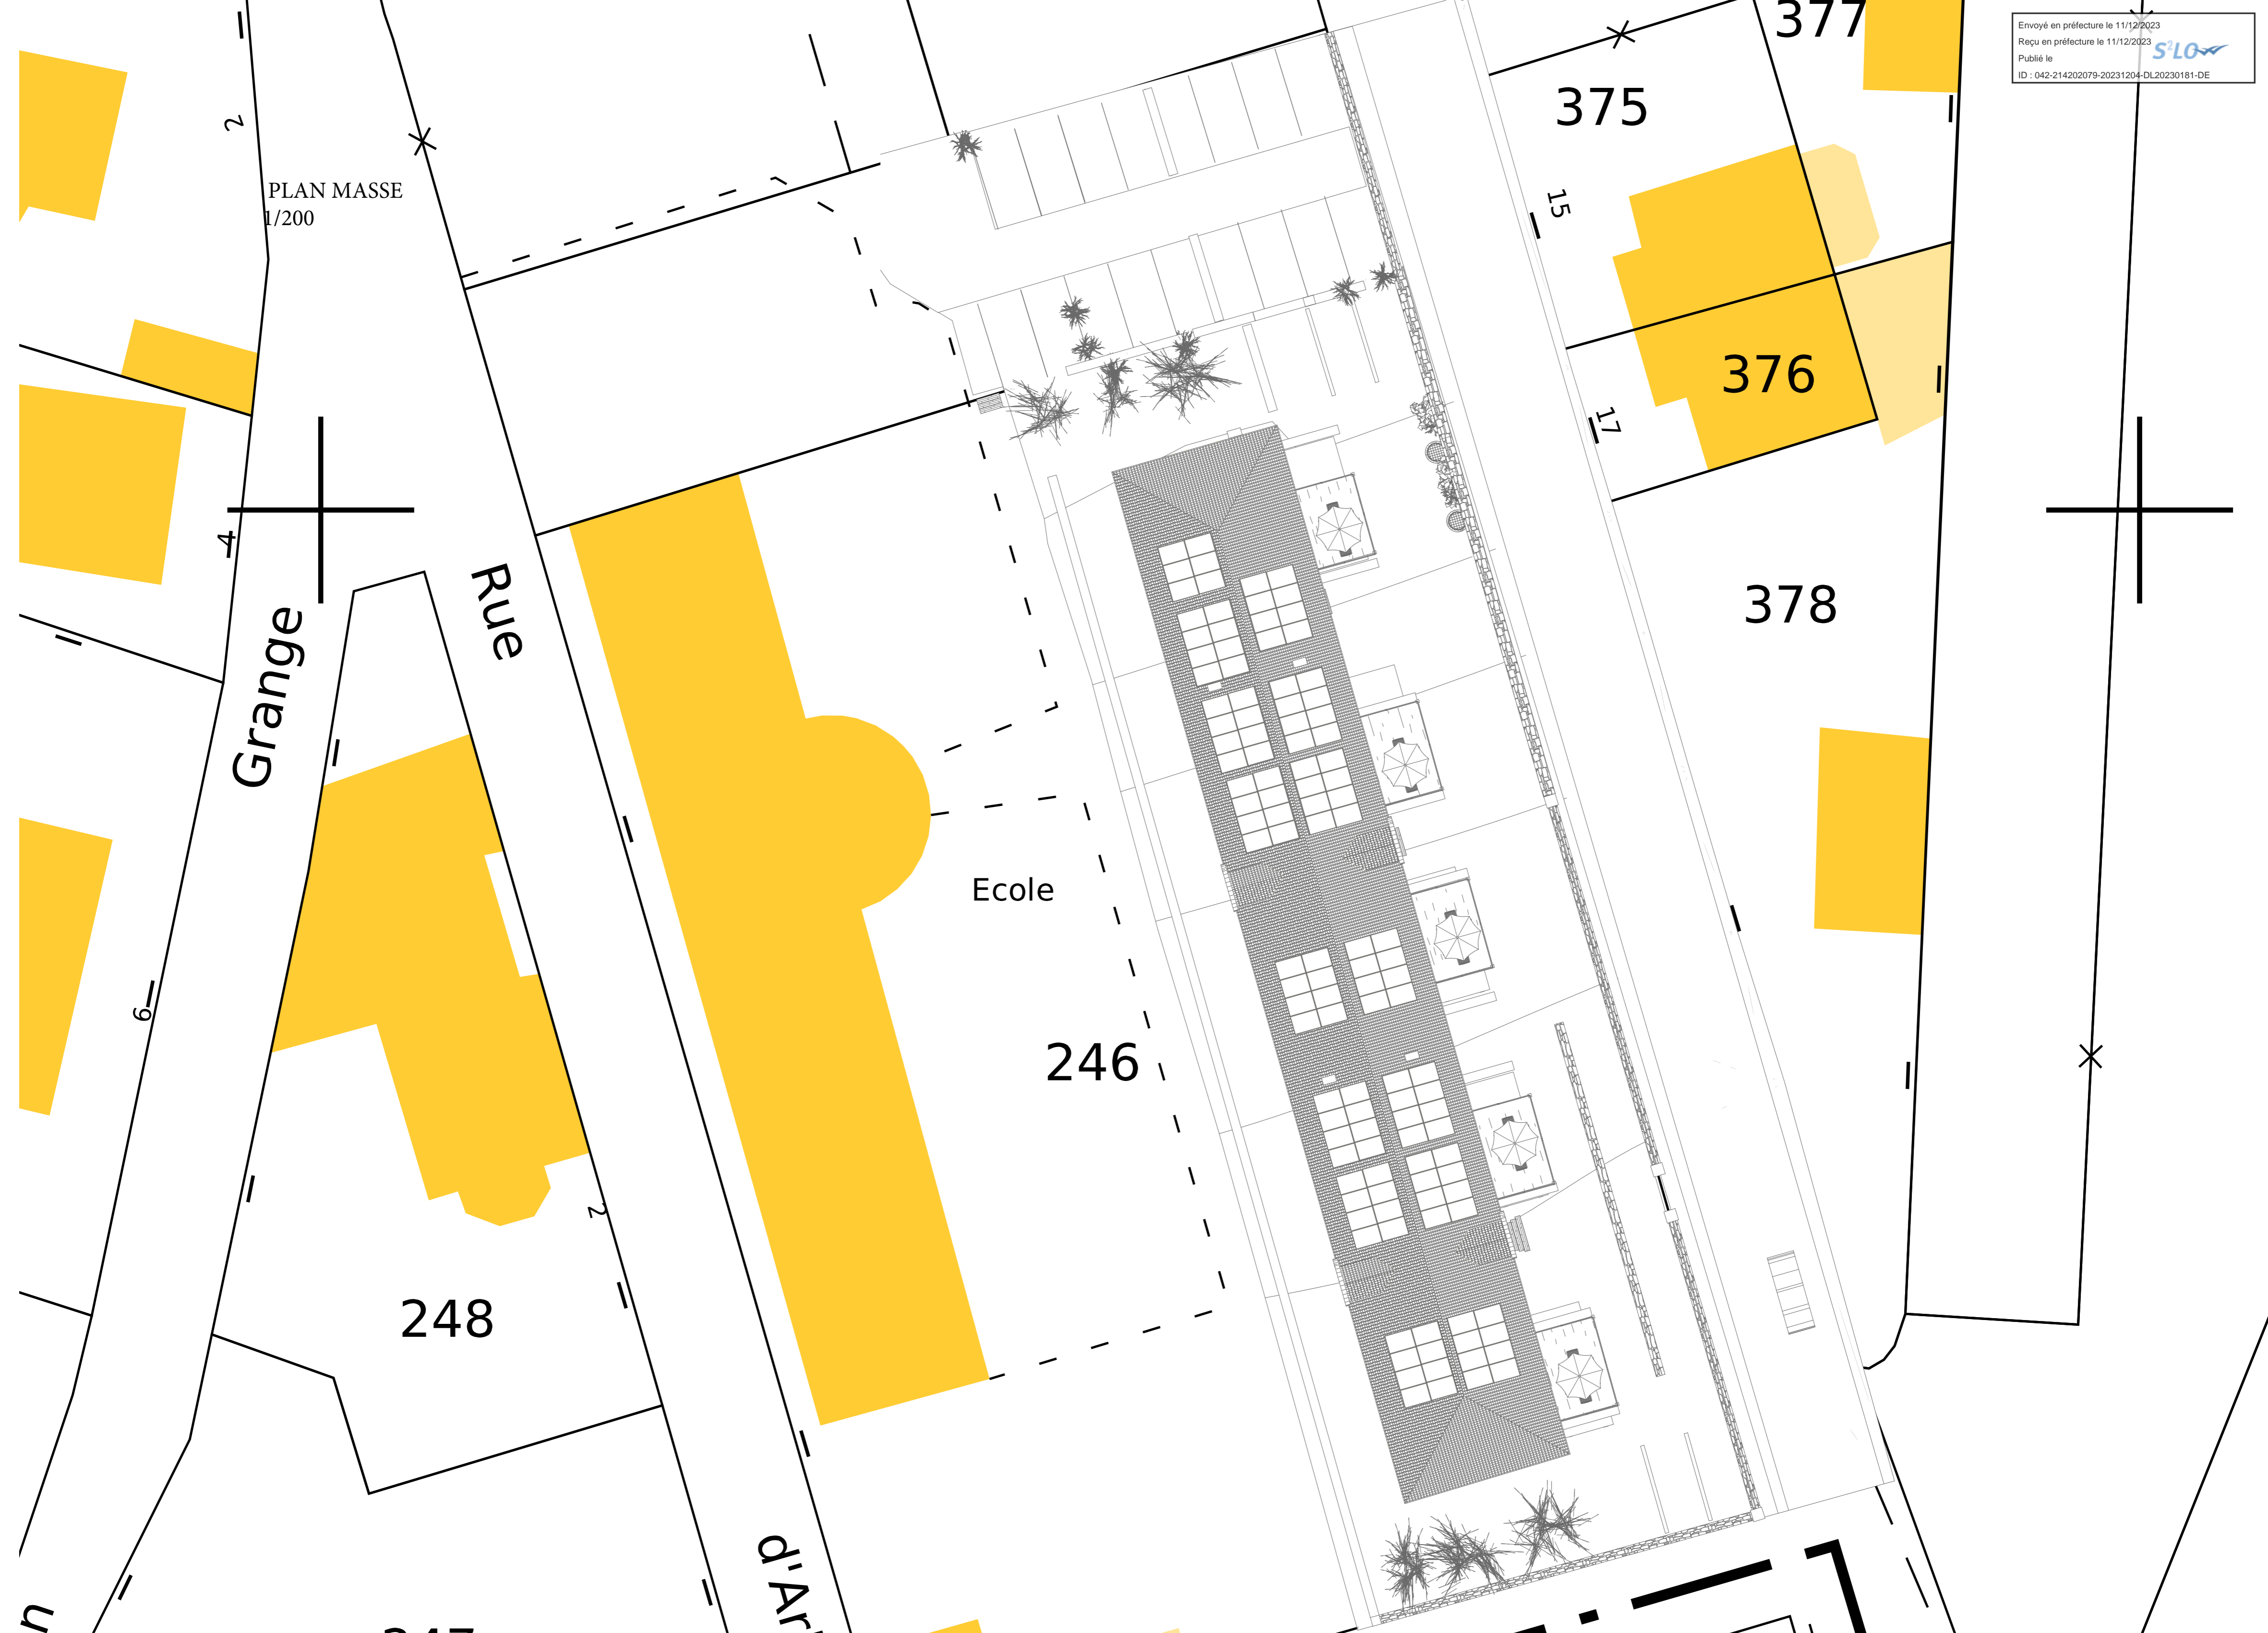 377
Envoyé en préfecture le 11/12/2023
Reçu en préfecture le 11/12/2023
Publié le
S²LO
ID : 042-214202079-20231204-DL20230181-DE
375
2
PLAN MASSE
1/200
15
376
17
4
Rue
378
Grange
Ecole
9
246
2
248
d'Ar
n
247